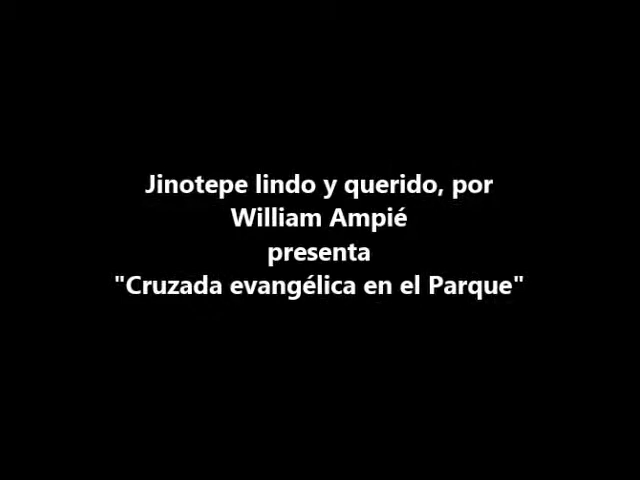 Jinotepe lindo y querido, por
William Ampié
presenta
"Cruzada evangélica en el Parque"